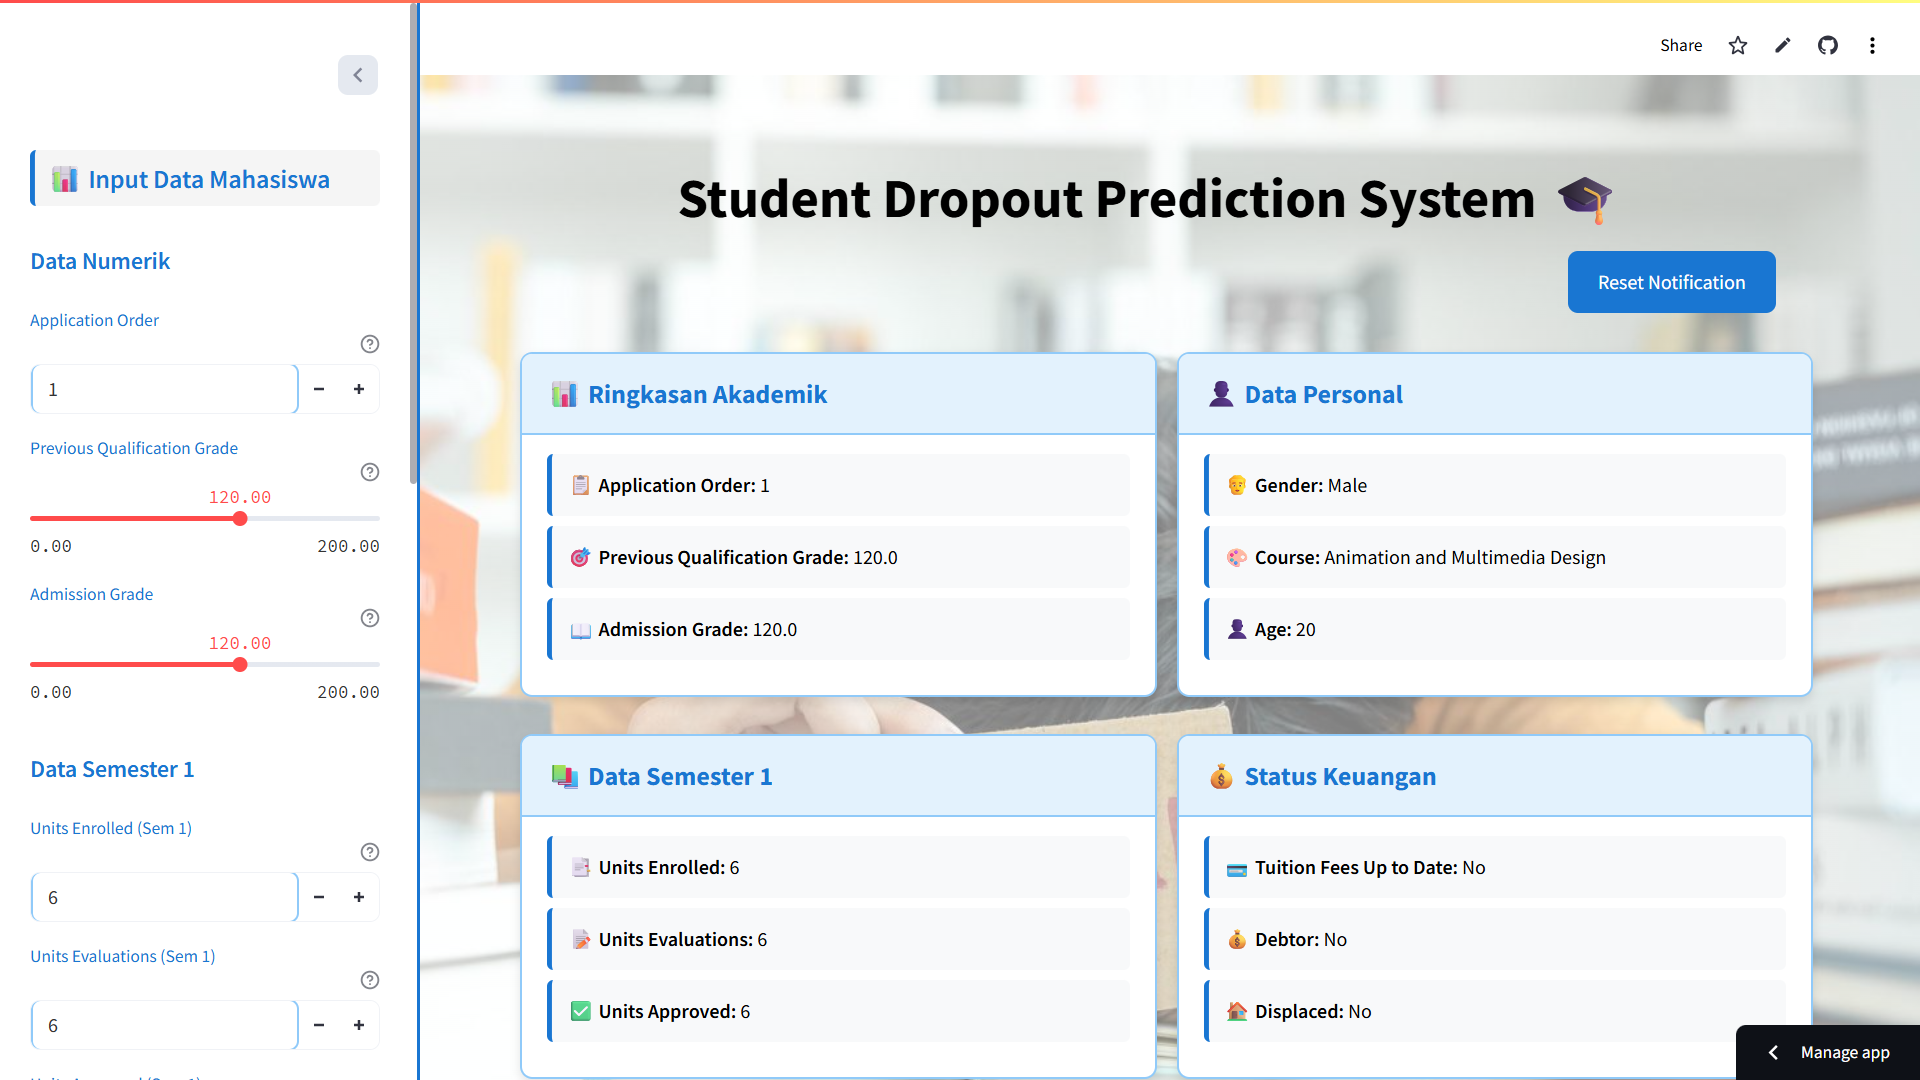 Share
Input Data Mahasiswa
Data Numerik
Application Order
1
Previous Qualification Grade
120.00
0.00 200.00
Admission Grade
120.00
0.00 200.00
Data Semester 1
Units Enrolled (Sem 1)
6
Units Evaluations (Sem 1)
6
Student Dropout Prediction System
Reset Notification
Ringkasan Akademik
Application Order: 1
Previous Qualification Grade: 120.0
Admission Grade: 120.0
Data Personal
Gender: Male
Course: Animation and Multimedia Design
Age: 20
Data Semester 1
Units Enrolled: 6
Units Evaluations: 6
Units Approved: 6
Status Keuangan
Tuition Fees Up to Date: No
Debtor: No
Displaced: No
Manage app